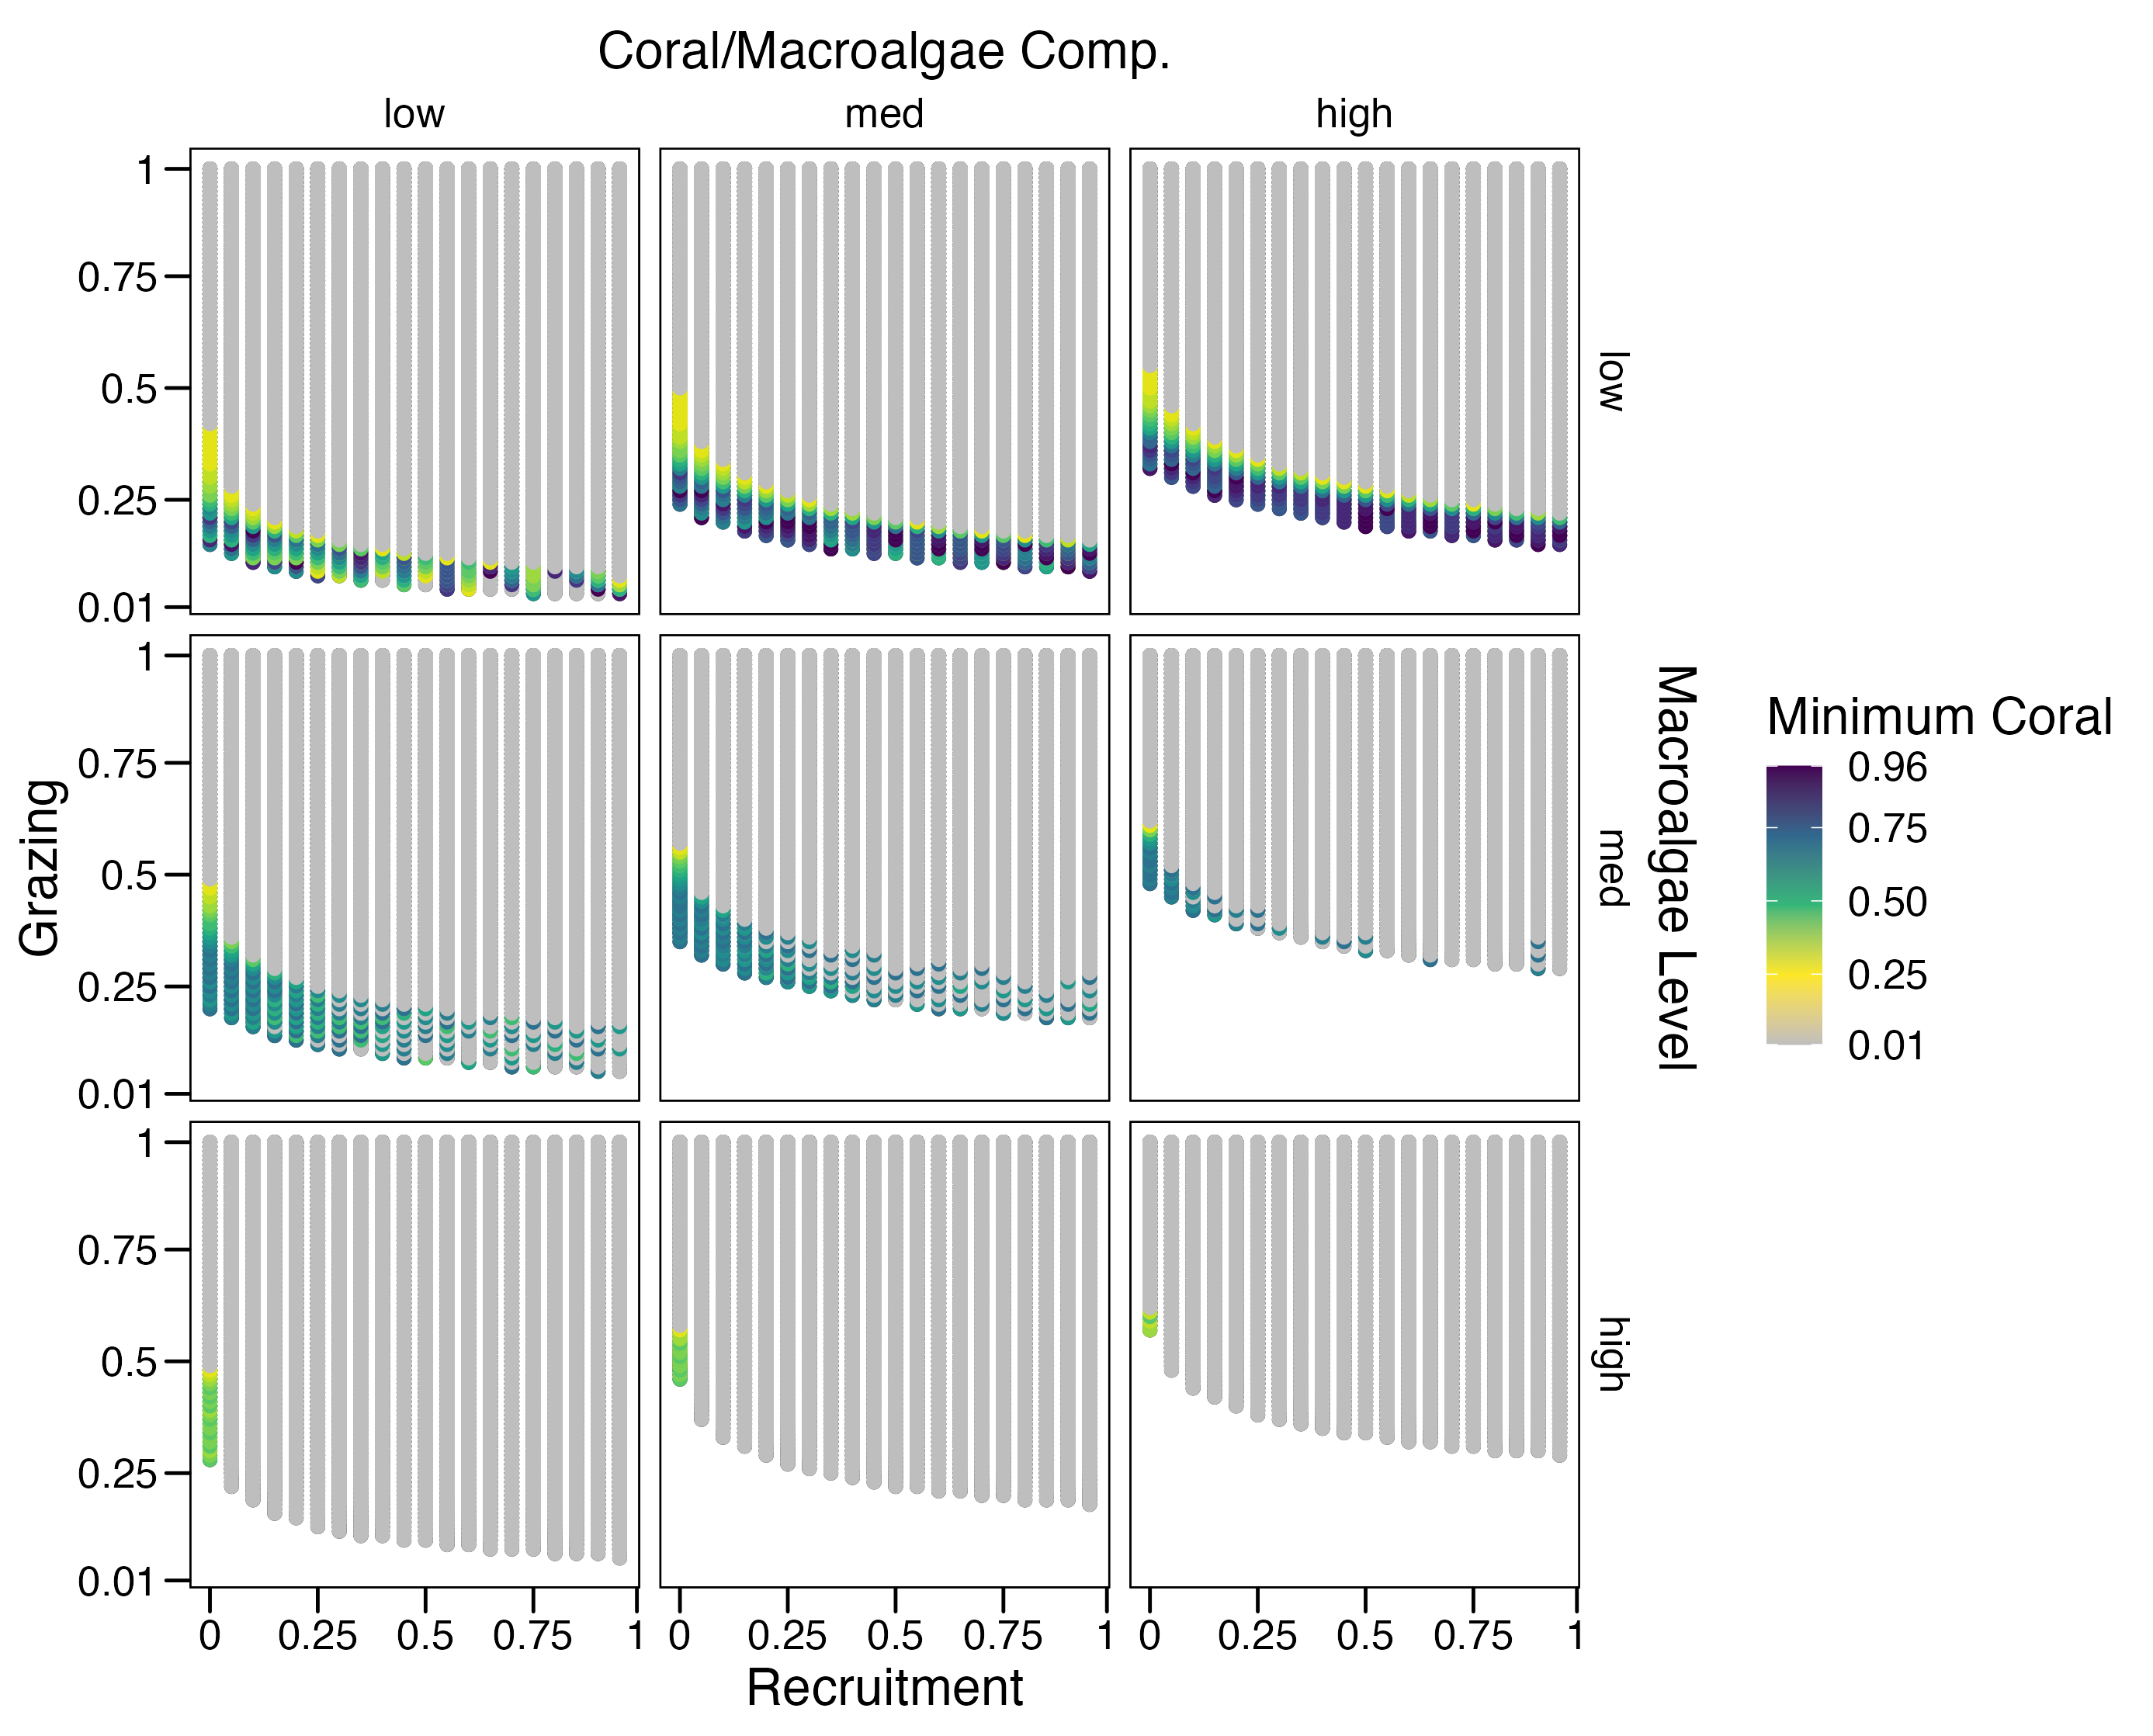 Coral/Macroalgae Comp.
low med high
1
0.75
0.5
0.25
0.01
low
1
0.75
0.5
0.25
0.01
med
1
0.75
0.5
0.25
0.01
high
Grazing
Macroalgae Level
Minimum Coral
0.96
0.75
0.50
0.25
0.01
0 0.25 0.5 0.75 1 0 0.25 0.5 0.75 1 0 0.25 0.5 0.75 1
Recruitment